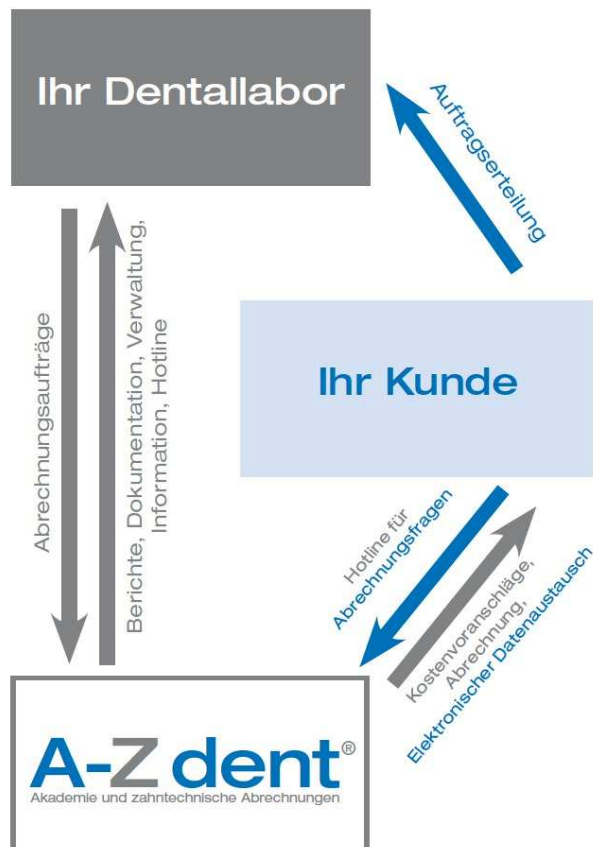 Ihr Dentallabor
Auftragserteilung
Abrechnungsaufträge
Berichte, Dokumentation, Verwaltung,
Information, Hotline
Ihr Kunde
Hotline für
Abrechnungsfragen
Kostenvoranschläge,
Abrechnung,
Elektronischer Datenaustausch
A-Z dent®
Akademie und zahntechnische Abrechnungen